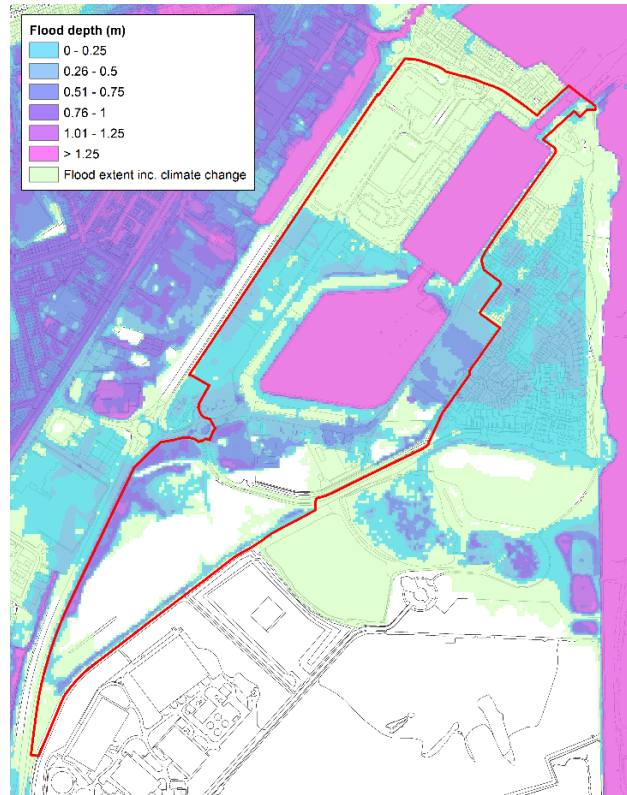 Flood depth (m)
0 - 0.25
0.26 - 0.5
0.51 - 0.75
0.76 - 1
1.01 - 1.25
> 1.25
Flood extent inc. climate change